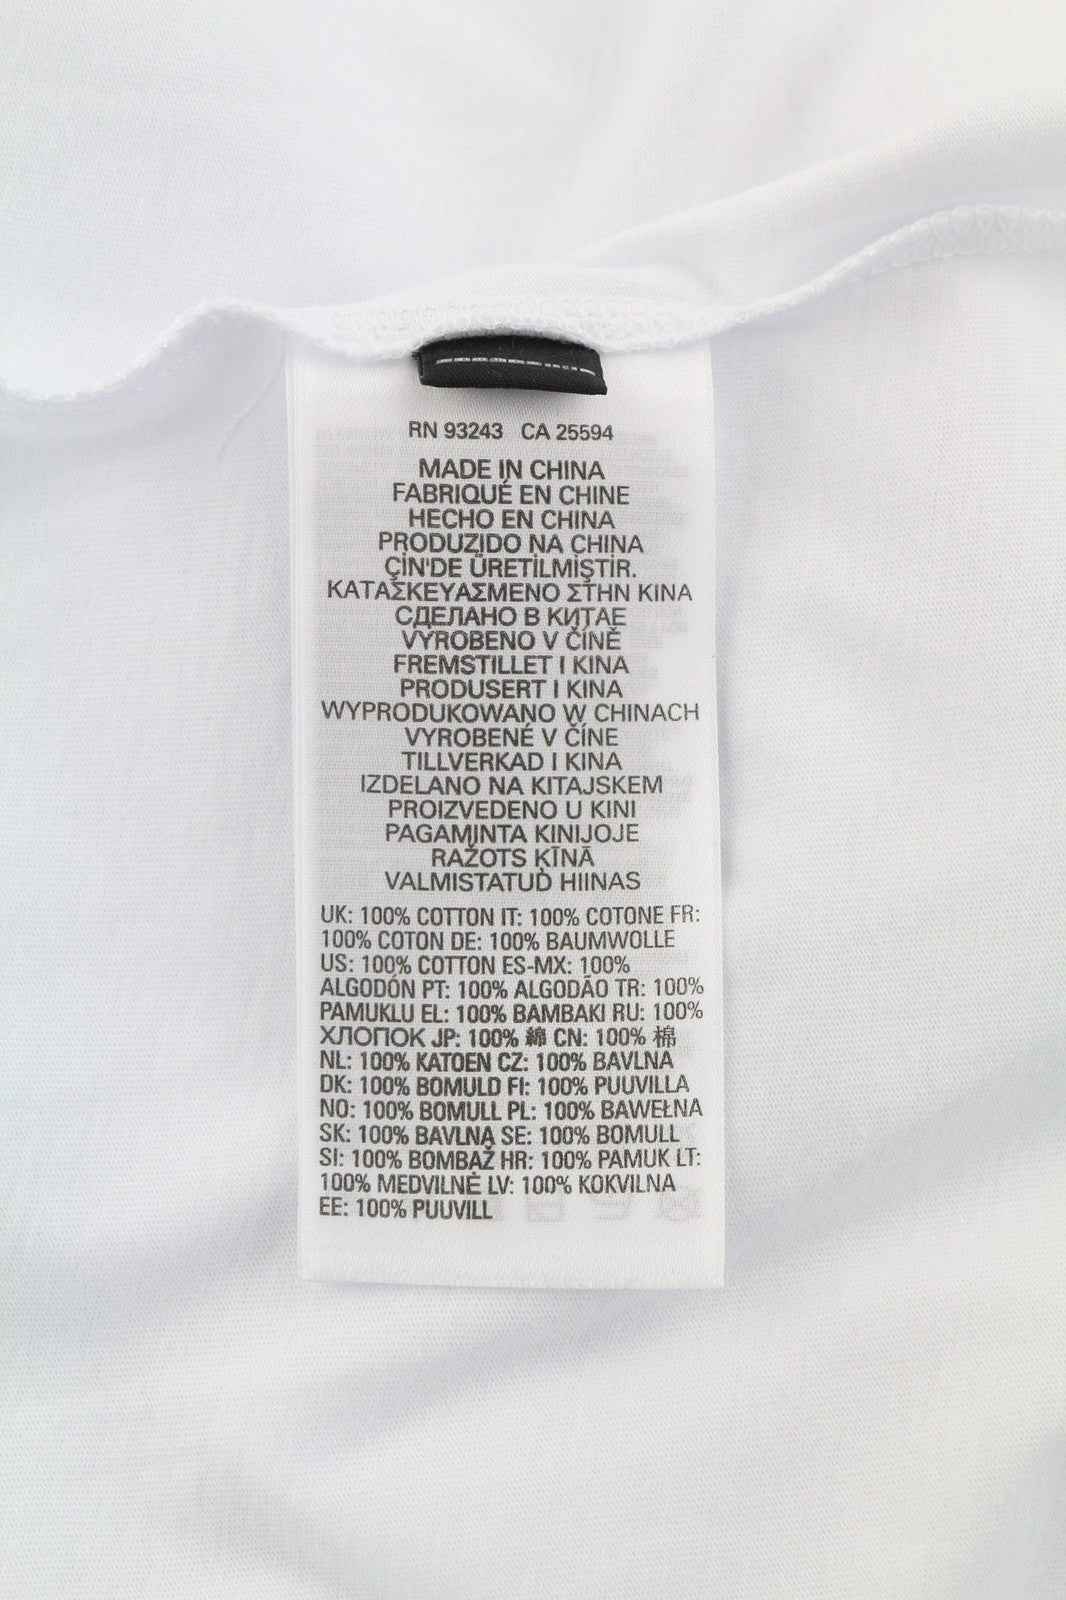 RN 93243 CA 25594
MADE IN CHINA
FABRIQUÉ EN CHINE
HECHO EN CHINA
PRODUZIDO NA CHINA
ÇİN'DE ÜRETİLMİŞTİR.
ΚΑΤΑΣΚΕΥΑΣΜΕΝΟ ΣΤΗΝ ΚΙΝΑ
СДЕЛАНО В КИТАЕ
VYROBENO V ČÍNĚ
FREMSTILLET I KINA
PRODUSERT I KINA
WYPRODUKOWANO W CHINACH
VYROBENÉ V ČÍNE
TILLVERKAD I KINA
IZDELANO NA KITAJSKEM
PROIZVEDENO U KINI
PAGAMINTA KINIJOJE
RAŽOTS ĶĪNĀ
VALMISTATUD HIINAS
UK: 100% COTTON IT: 100% COTONE FR:
100% COTON DE: 100% BAUMWOLLE
US: 100% COTTON ES-MX: 100%
ALGODÓN PT: 100% ALGODÃO TR: 100%
PAMUKLU EL: 100% ΒΑΜΒΑΚΙ RU: 100%
ХЛОПОК JP: 100% 綿 CN: 100% 棉
NL: 100% KATOEN CZ: 100% BAVLNA
DK: 100% BOMULD FI: 100% PUUVILLA
NO: 100% BOMULL PL: 100% BAWEŁNA
SK: 100% BAVLNA SE: 100% BOMULL
SI: 100% BOMBAŽ HR: 100% PAMUK LT:
100% MEDVILNĖ LV: 100% KOKVILNA
EE: 100% PUUVILL